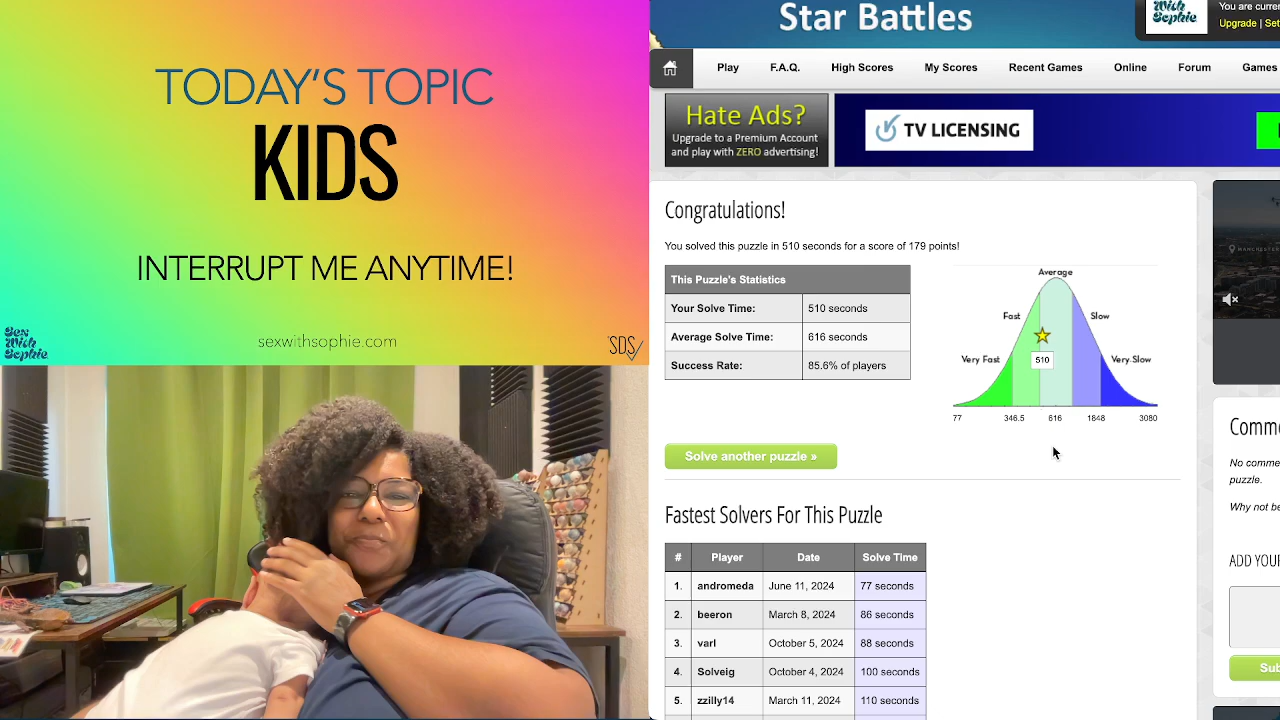 TODAY'S TOPIC
KIDS
INTERRUPT ME ANYTIME!
Sex
With
Sophie
sexwithsophie.com
SDS
Star Battles
With
Sophie
You are curren
Upgrade | Set
Play
F.A.Q.
High Scores
My Scores
Recent Games
Online
Forum
Games
Hate Ads?
Upgrade to a Premium Account
and play with ZERO advertising!
TV LICENSING
Congratulations!
You solved this puzzle in 510 seconds for a score of 179 points!
This Puzzle's Statistics
Your Solve Time: 510 seconds
Average Solve Time: 616 seconds
Success Rate: 85.6% of players
Average
Fast
Slow
Very Fast
510
Very Slow
77 346.5 616 1848 3080
Solve another puzzle »
Fastest Solvers For This Puzzle
# Player Date Solve Time
1. andromeda June 11, 2024 77 seconds
2. beeron March 8, 2024 86 seconds
3. varl October 5, 2024 88 seconds
4. Solveig October 4, 2024 100 seconds
5. zzilly14 March 11, 2024 110 seconds
Comme
No comme
puzzle.
Why not be
ADD YOUR
Sub